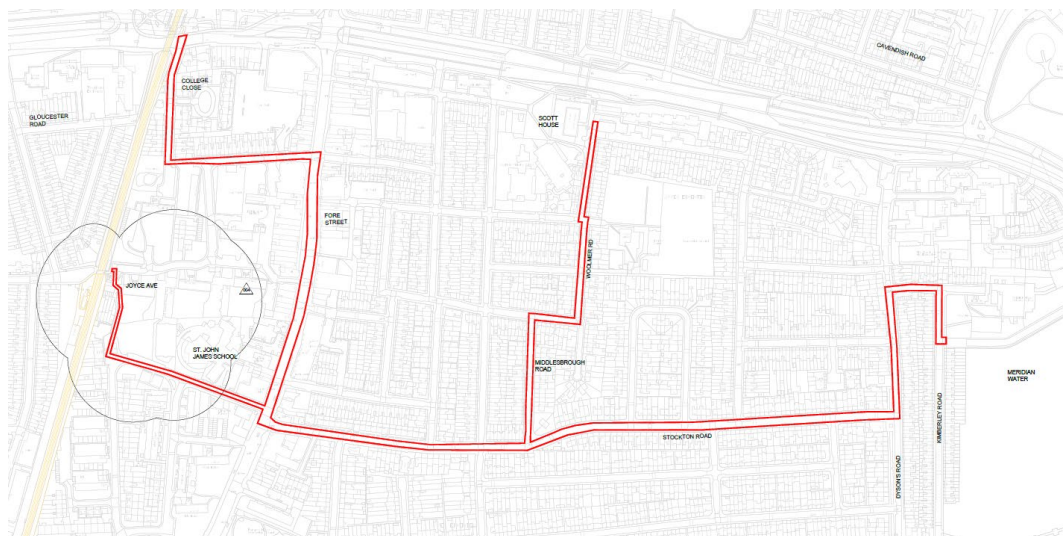 CAVENDISH ROAD
COLLEGE
CLOSE
GLOUCESTER
ROAD
SCOTT
HOUSE
FORE
STREET
WOOLMER RD
JOYCE AVE
ST. JOHN
JAMES SCHOOL
MIDDLESBROUGH
ROAD
MERIDIAN
WATER
KIMBERLEY ROAD
STOCKTON ROAD
DYSON'S ROAD